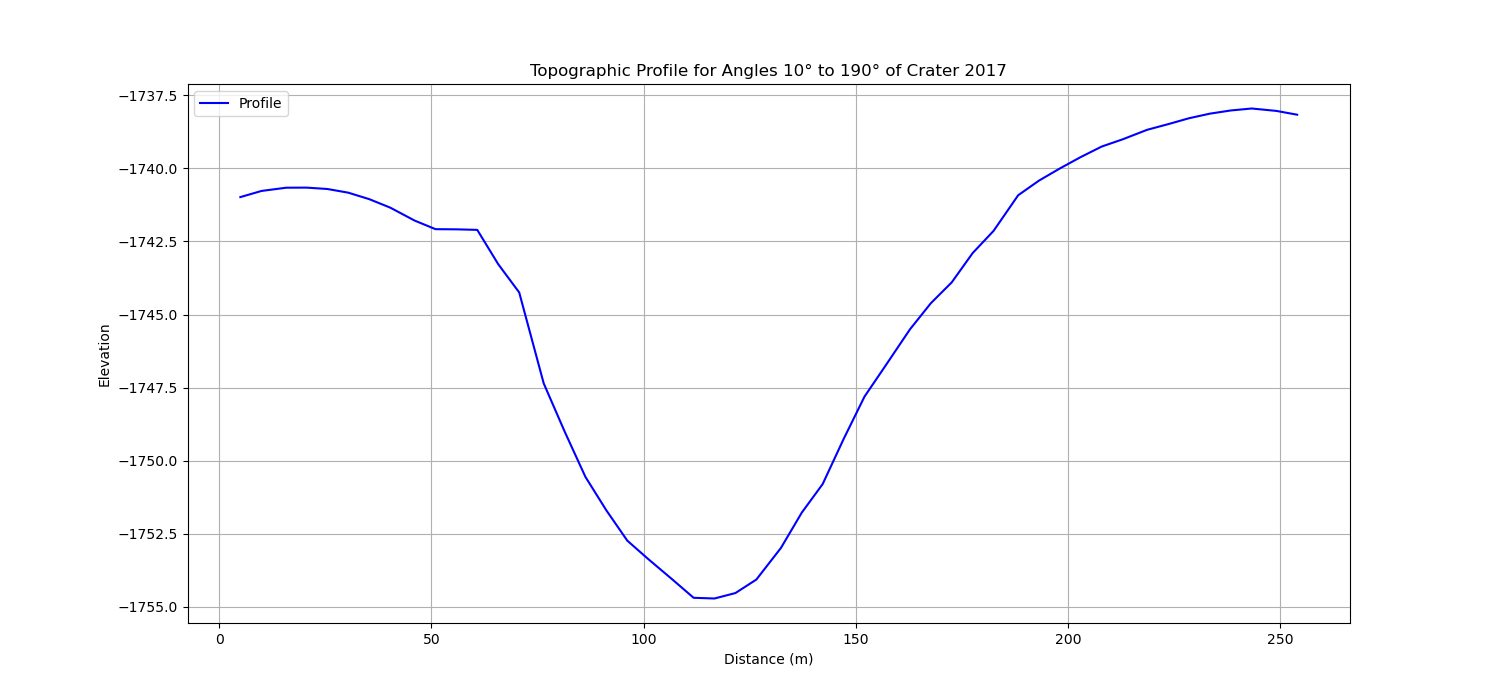 Topographic Profile for Angles 10° to 190° of Crater 2017
Profile
−1737.5
−1740.0
−1742.5
−1745.0
−1747.5
−1750.0
−1752.5
−1755.0
Elevation
0 50 100 150 200 250
Distance (m)